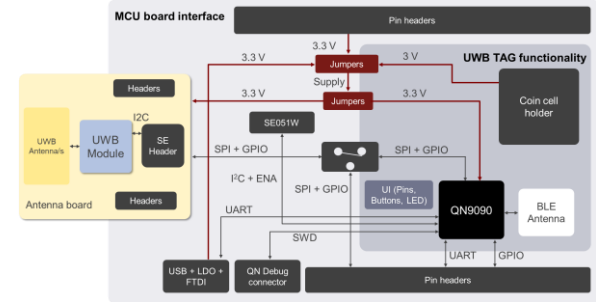 MCU board interface
Pin headers
3.3 V
UWB TAG functionality
3.3 V
Jumpers
3 V
Supply
Coin cell
holder
Headers
3.3 V
Jumpers
3.3 V
I2C
SE051W
UWB
Antenna/s
UWB
Module
SE
Header
SPI + GPIO
SPI + GPIO
I²C + ENA
SPI + GPIO
UI (Pins,
Buttons, LED)
QN9090
BLE
Antenna
Antenna board
Headers
UART
SWD
UART
GPIO
USB + LDO +
FTDI
QN Debug
connector
Pin headers